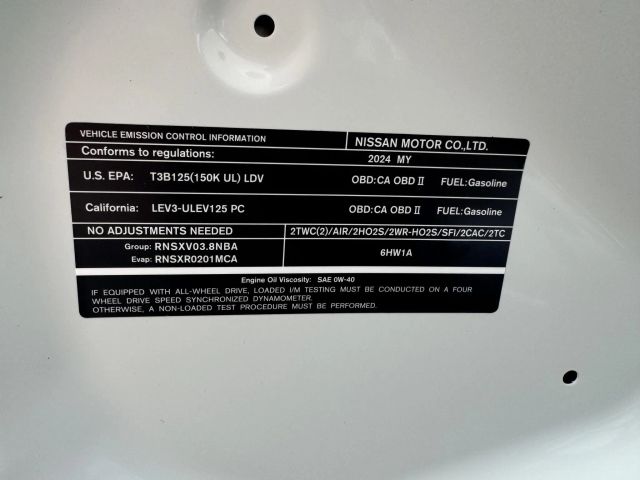 VEHICLE EMISSION CONTROL INFORMATION NISSAN MOTOR CO.,LTD.
Conforms to regulations: 2024 MY
U.S. EPA: T3B125(150K UL) LDV OBD:CA OBD II FUEL:Gasoline
California: LEV3-ULEV125 PC OBD:CA OBD II FUEL:Gasoline
NO ADJUSTMENTS NEEDED 2TWC(2)/AIR/2HO2S/2WR-HO2S/SFI/2CAC/2TC
Group: RNSXV03.8NBA
Evap: RNSXR0201MCA
6HW1A
Engine Oil Viscosity: SAE 0W-40
IF EQUIPPED WITH ALL-WHEEL DRIVE, LOADED I/M TESTING MUST BE CONDUCTED ON A FOUR
WHEEL DRIVE SPEED SYNCHRONIZED DYNAMOMETER.
OTHERWISE, A NON-LOADED TEST PROCEDURE MUST BE PERFORMED.